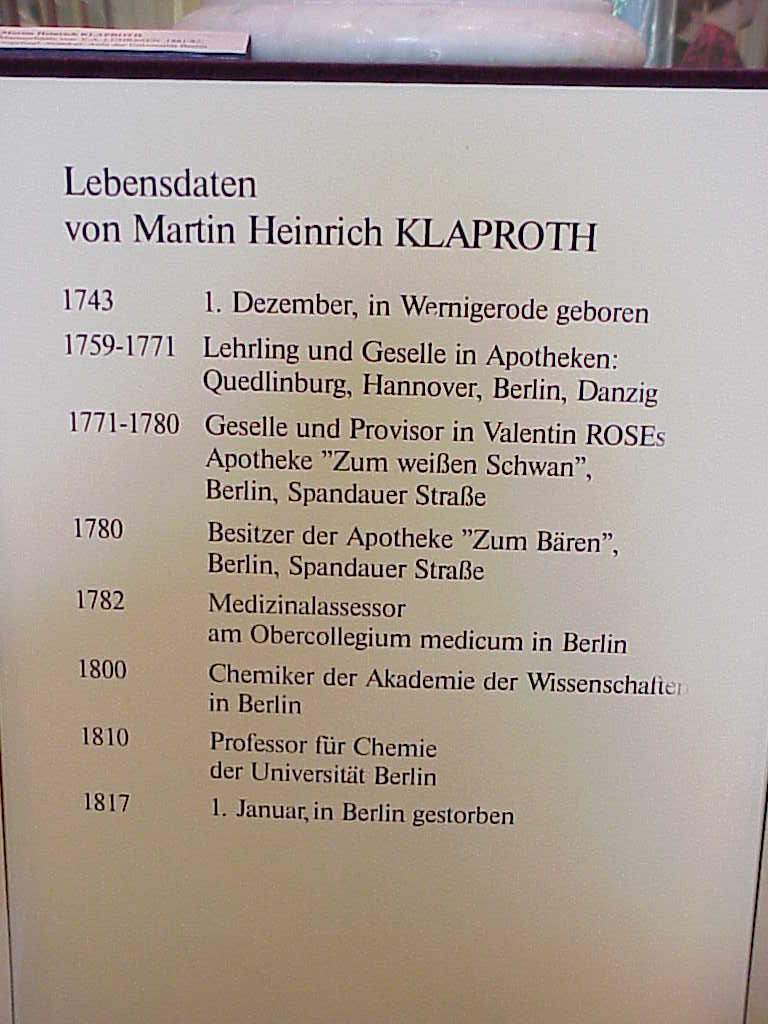 Martin Heinrich KLAPROTH
Lebensdaten
von Martin Heinrich KLAPROTH
1743 1. Dezember, in Wernigerode geboren
1759-1771 Lehrling und Geselle in Apotheken:
Quedlinburg, Hannover, Berlin, Danzig
1771-1780 Geselle und Provisor in Valentin ROSEs
Apotheke ”Zum weißen Schwan”,
Berlin, Spandauer Straße
1780 Besitzer der Apotheke ”Zum Bären”,
Berlin, Spandauer Straße
1782 Medizinalassessor
am Obercollegium medicum in Berlin
1800 Chemiker der Akademie der Wissenschaften
in Berlin
1810 Professor für Chemie
der Universität Berlin
1817 1. Januar, in Berlin gestorben